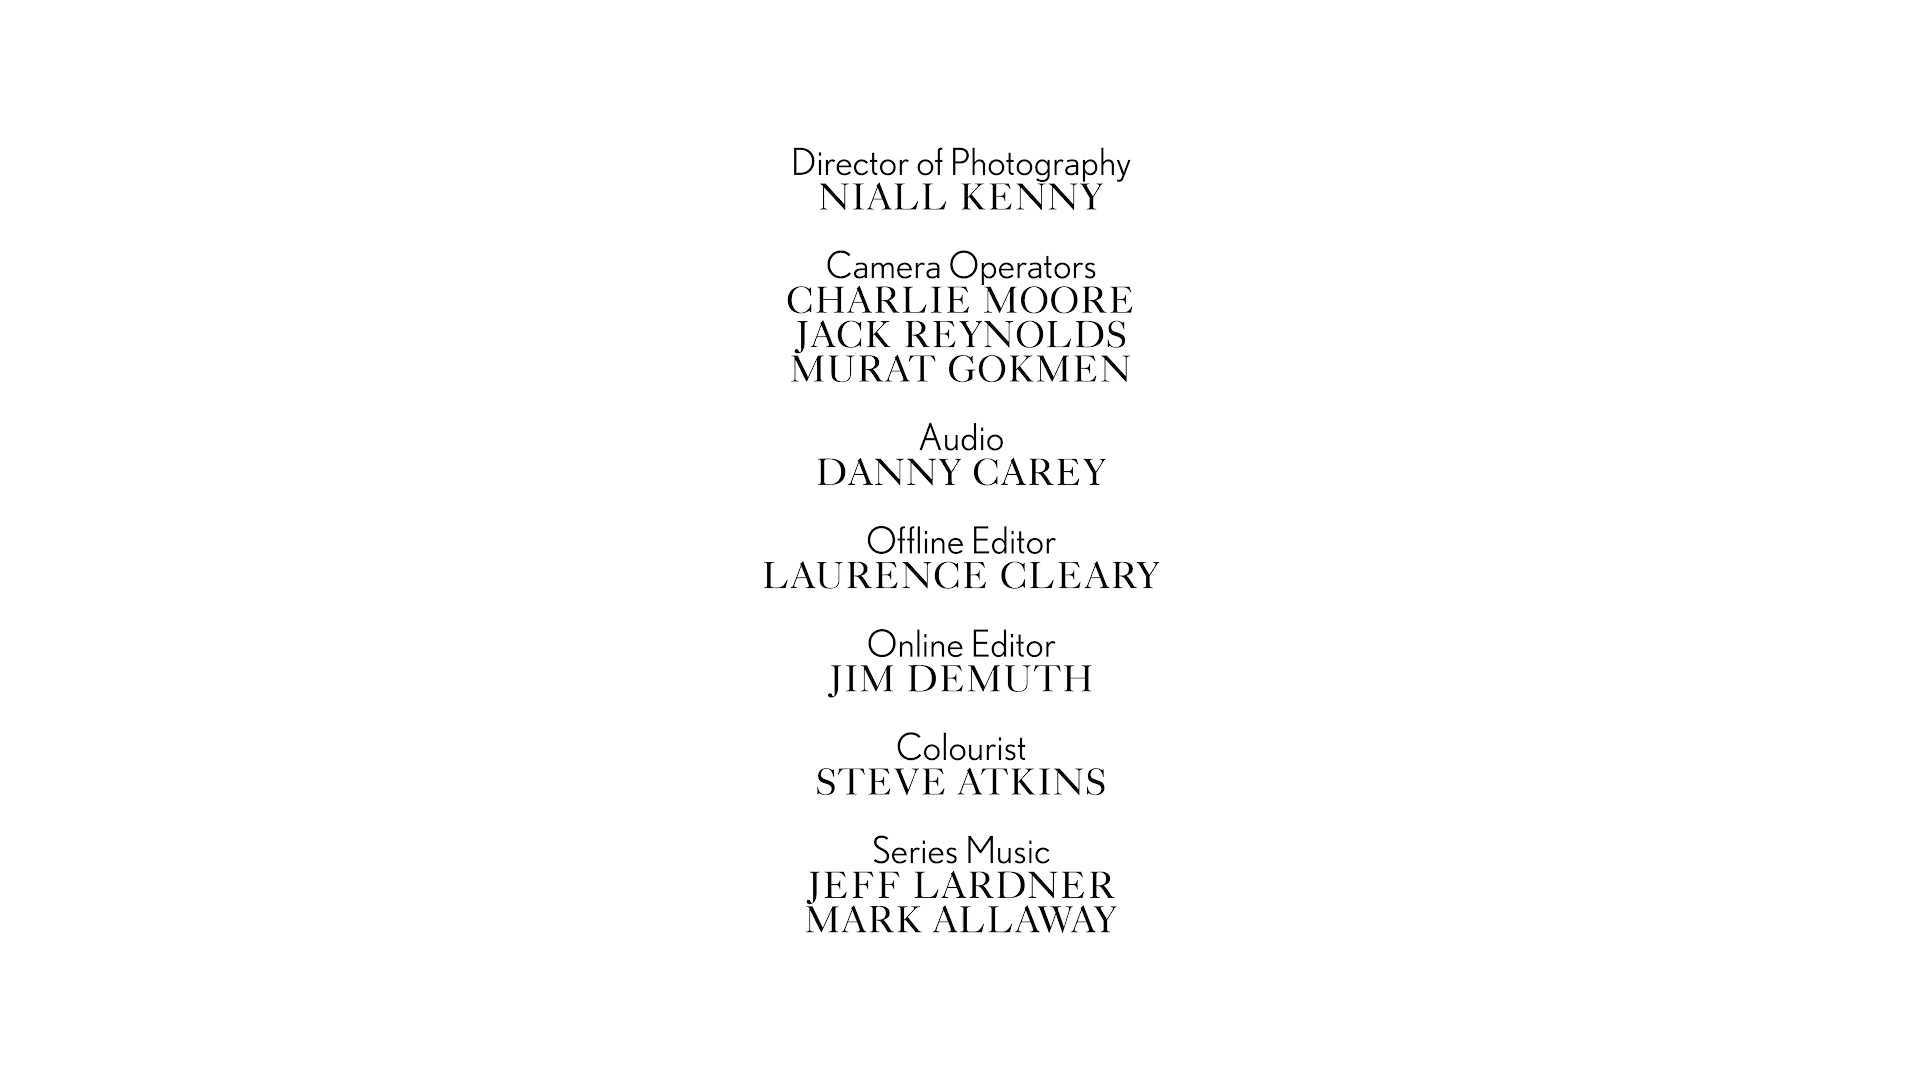 Director of Photography
NIALL KENNY
Camera Operators
CHARLIE MOORE
JACK REYNOLDS
MURAT GOKMEN
Audio
DANNY CAREY
Offline Editor
LAURENCE CLEARY
Online Editor
JIM DEMUTH
Colourist
STEVE ATKINS
Series Music
JEFF LARDNER
MARK ALLAWAY